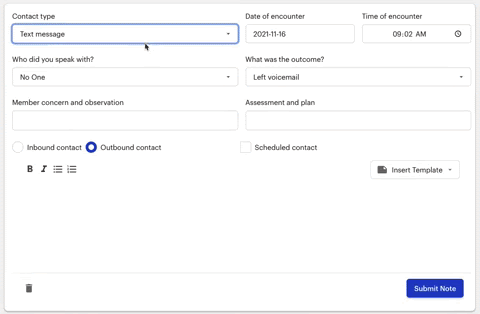 Contact type
Date of encounter
Time of encounter
Text message
2021-11-16
09:02 AM
Who did you speak with?
What was the outcome?
No One
Left voicemail
Member concern and observation
Assessment and plan
Inbound contact
Outbound contact
Scheduled contact
B I
Insert Template
Submit Note